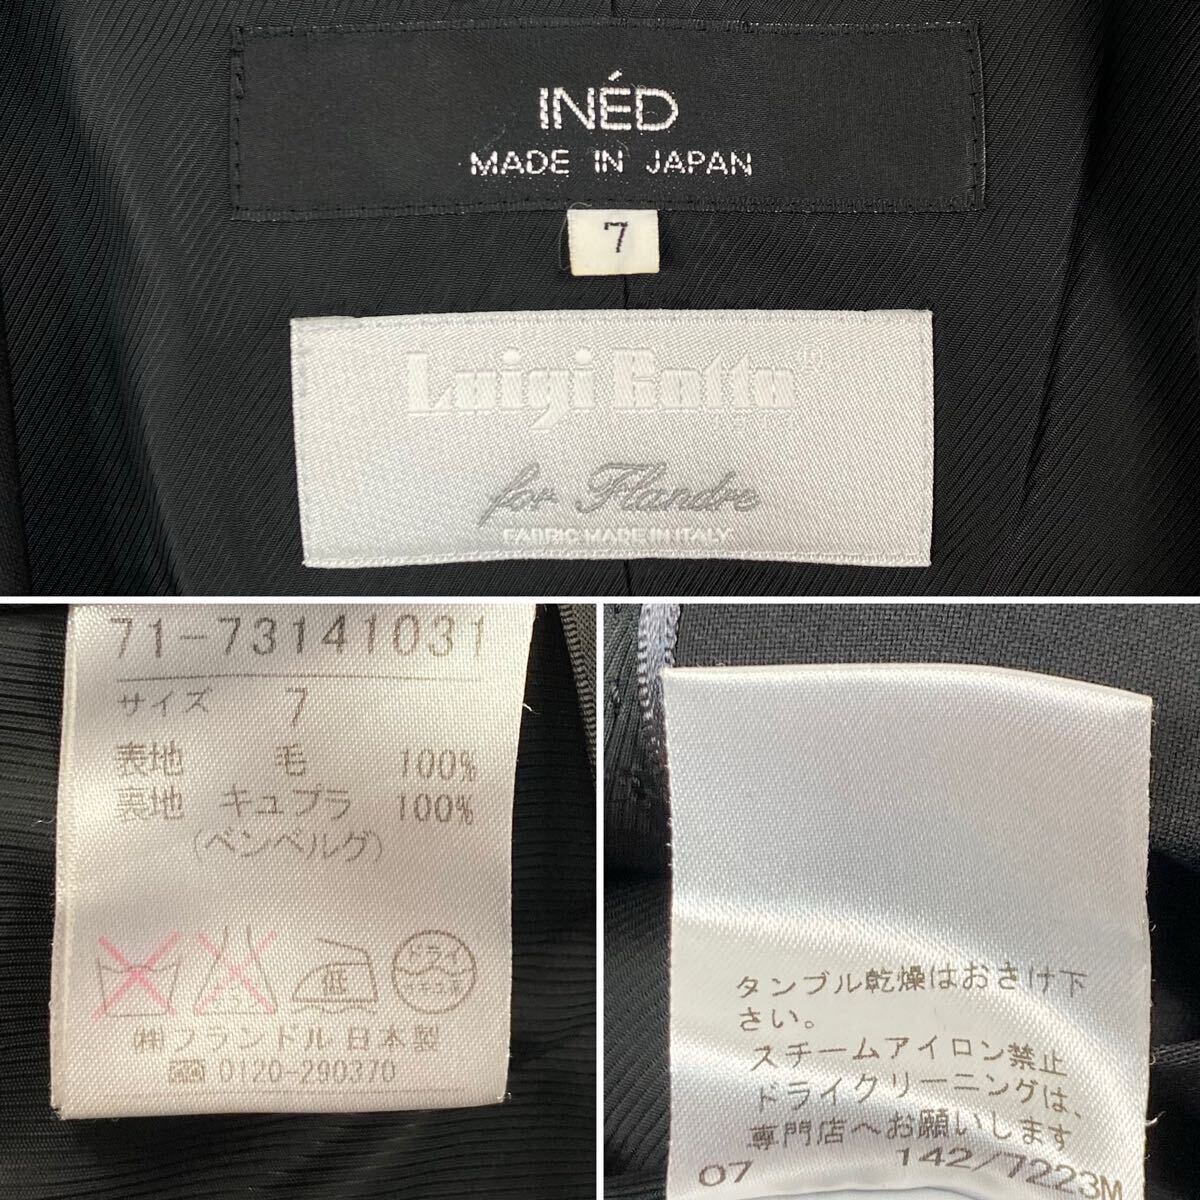 INÉD
MADE IN JAPAN
7
Luigi Botto®
for Flandre
FABRIC MADE IN ITALY
71-73141031
サイズ 7
表地 毛 100%
裏地 キュプラ 100%
(ベンベルグ)
低
ドライ
㈱フランドル 日本製
0120-290370
タンブル乾燥はおさけ下
さい。
スチームアイロン禁止
ドライクリーニングは、
専門店へお願いします
07 142/7223M